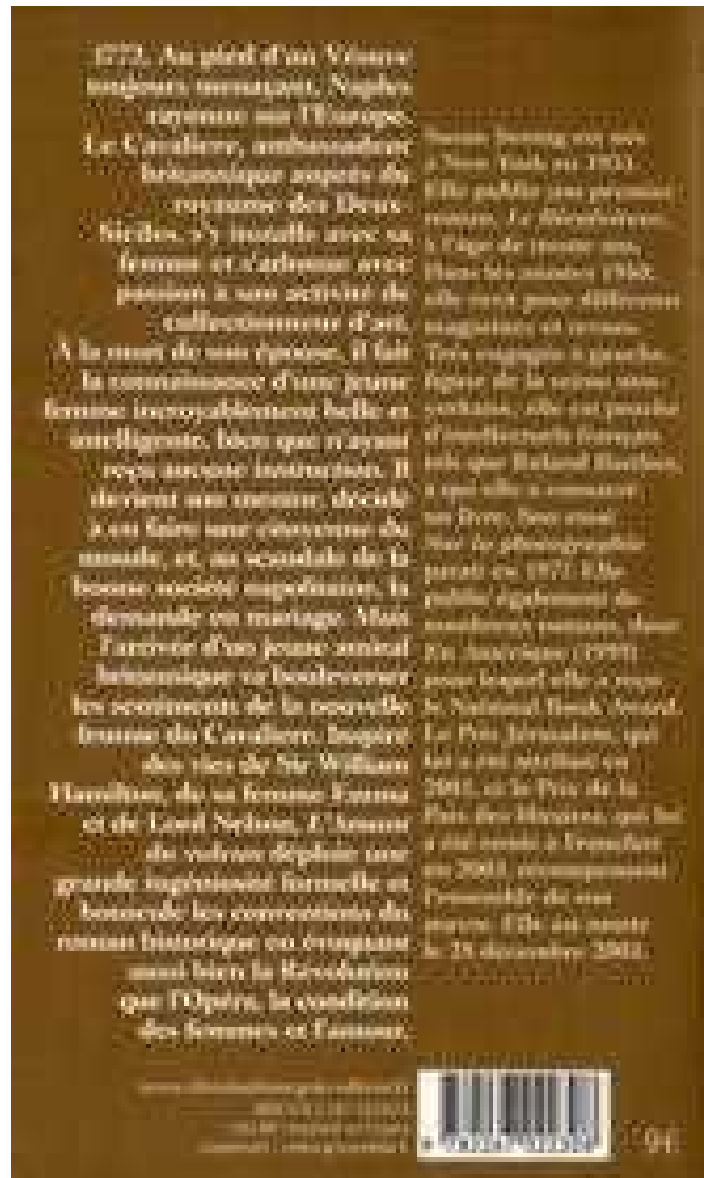 1772. Au pied d'un Vésuve
toujours menaçant, Naples
rayonne sur l'Europe.
Le Cavaliere, ambassadeur
britannique auprès du
royaume des Deux-
Siciles, s'y installe avec sa
femme et s'adonne avec
passion à son activité de
collectionneur d'art.
À la mort de son épouse, il fait
la connaissance d'une jeune
femme incroyablement belle et
intelligente, bien que n'ayant
reçu aucune instruction. Il
devient son mentor, décidé
à en faire une citoyenne du
monde, et, au scandale de la
bonne société napolitaine, la
demande en mariage. Mais
l'arrivée d'un jeune amiral
britannique va bouleverser
les sentiments de la nouvelle
femme du Cavaliere. Inspiré
des vies de Sir William
Hamilton, de sa femme Emma
et de Lord Nelson, L'Amant
du volcan déploie une
grande ingéniosité formelle et
bouscule les conventions du
roman historique en évoquant
aussi bien la Révolution
que l'Opéra, la condition
des femmes et l'amour.
Susan Sontag est née
à New York en 1933.
Elle publie son premier
roman, Le Bienfaiteur,
à l'âge de trente ans.
Dans les années 1960,
elle écrit pour différents
magazines et revues.
Très engagée à gauche,
figure de la scène new-
yorkaise, elle est proche
d'intellectuels français
tels que Roland Barthes,
à qui elle a consacré
un livre. Son essai
Sur la photographie
paraît en 1977. Elle
publie également de
nombreux romans, dont
En Amérique (1999)
pour lequel elle a reçu
le National Book Award.
Le Prix Jérusalem, qui
lui a été attribué en
2001, et le Prix de la
Paix des libraires, qui lui
a été remis à Francfort
en 2003, récompensent
l'ensemble de son
œuvre. Elle est morte
le 28 décembre 2004.